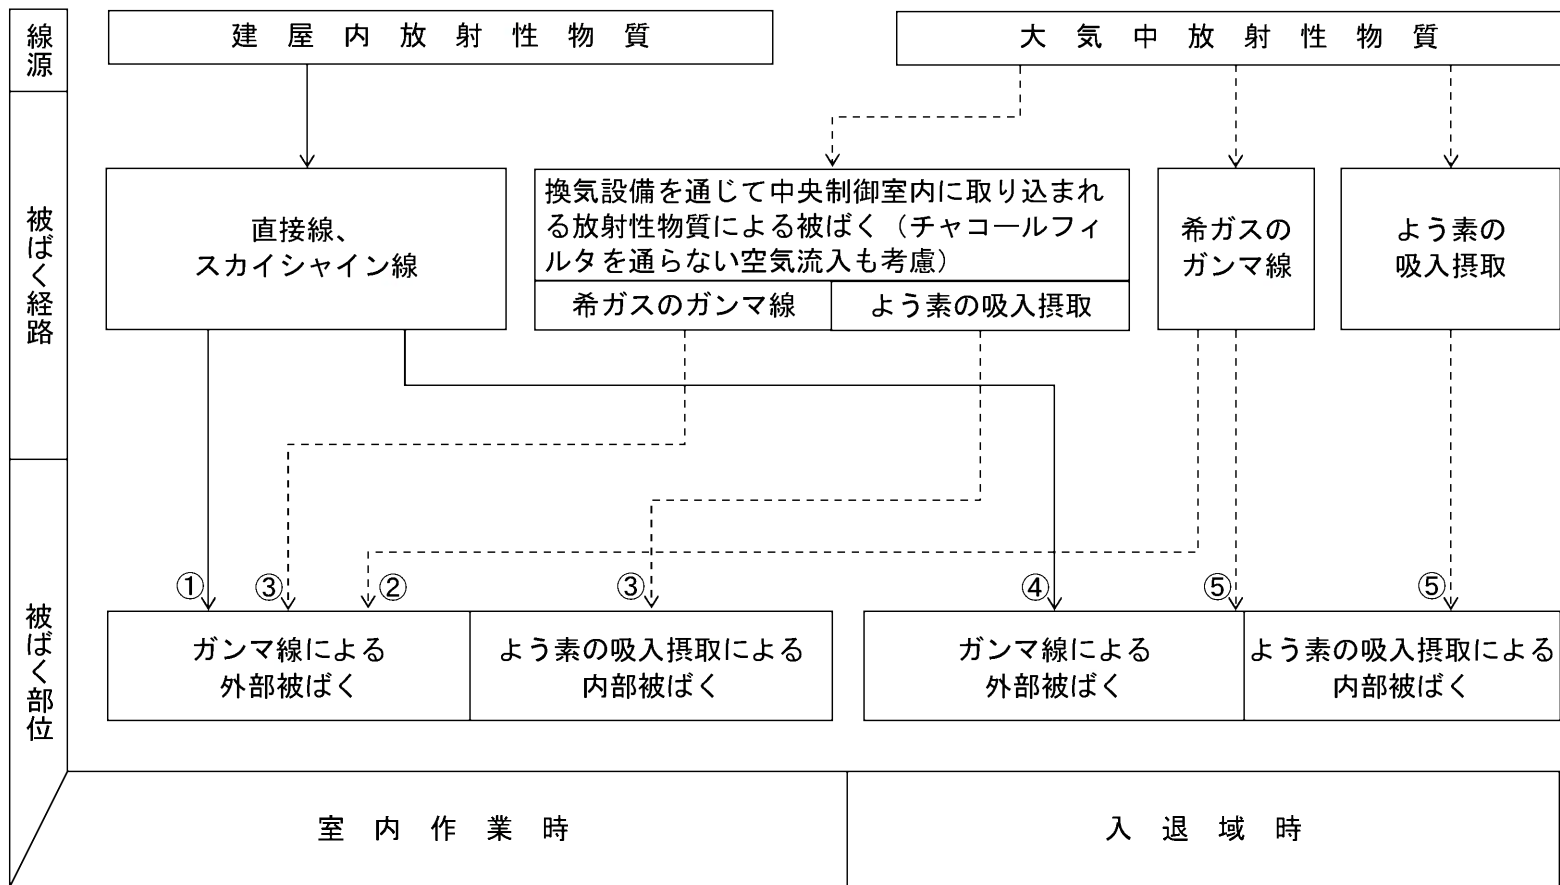 線源
建屋内放射性物質
大気中放射性物質
被ばく経路
直接線、
スカイシャイン線
換気設備を通じて中央制御室内に取り込まれ
る放射性物質による被ばく（チャコールフィ
ルタを通らない空気流入も考慮）
希ガスのガンマ線
よう素の吸入摂取
希ガスの
ガンマ線
よう素の
吸入摂取
被ばく部位
①
③
②
③
④
⑤
⑤
ガンマ線による
外部被ばく
よう素の吸入摂取による
内部被ばく
ガンマ線による
外部被ばく
よう素の吸入摂取による
内部被ばく
室内作業時
入退域時